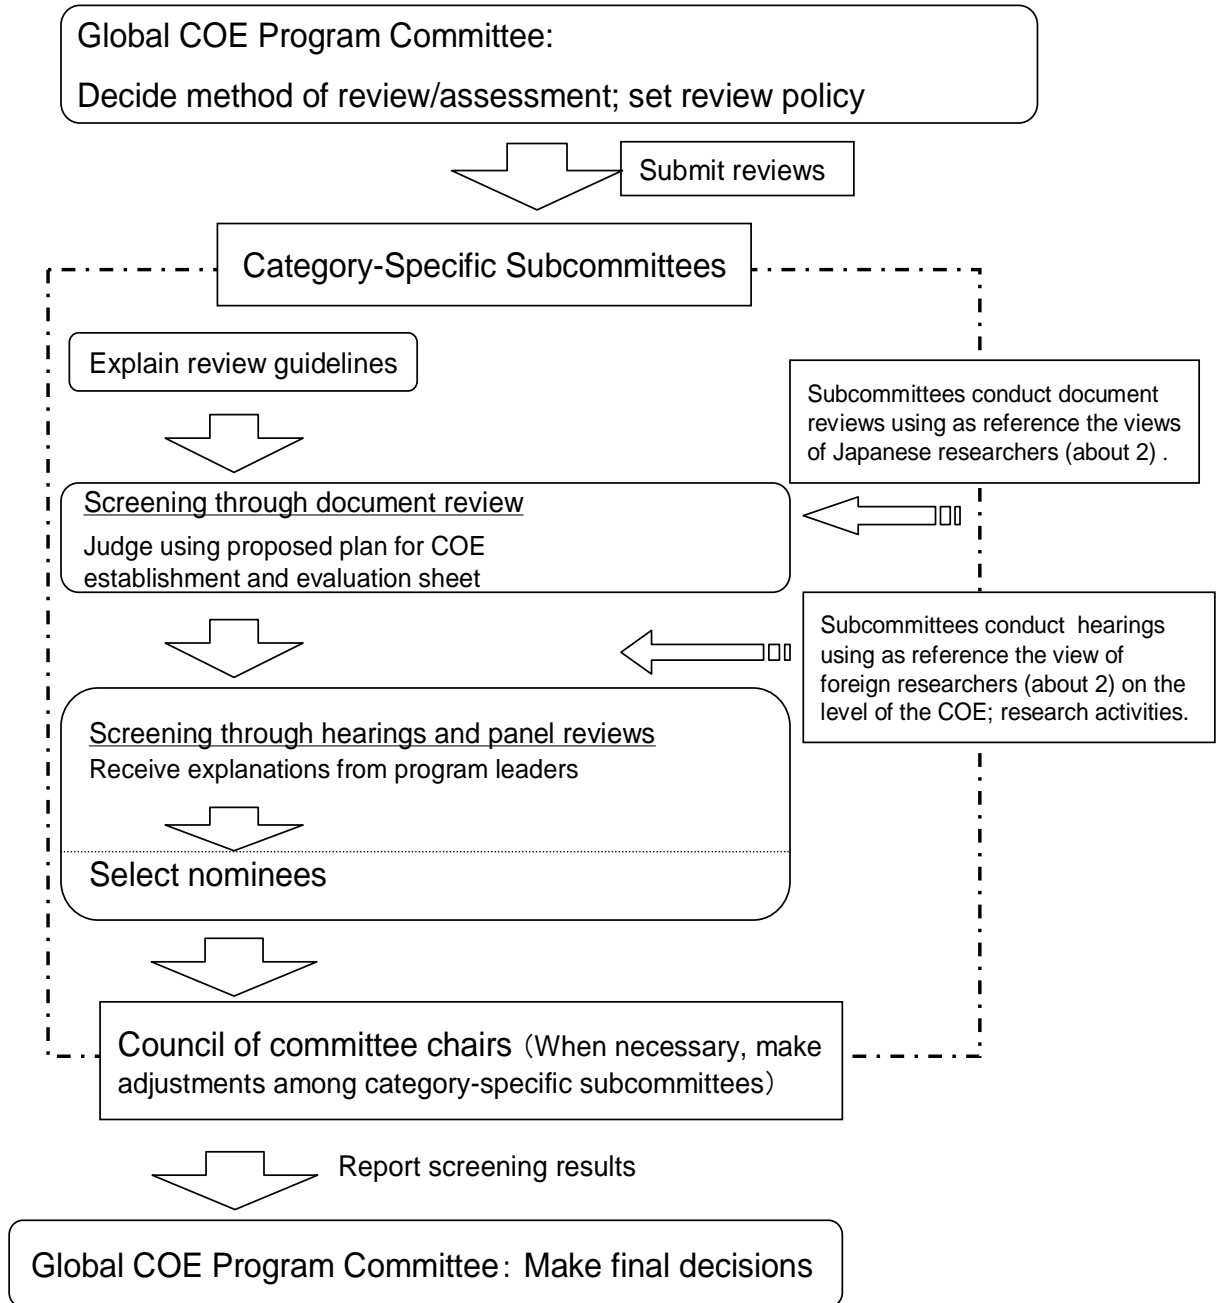 Global COE Program Committee:
Decide method of review/assessment; set review policy
Submit reviews
Category-Specific Subcommittees
Explain review guidelines
Subcommittees conduct document
reviews using as reference the views
of Japanese researchers (about 2) .
Screening through document review
Judge using proposed plan for COE
establishment and evaluation sheet
Subcommittees conduct hearings
using as reference the view of
foreign researchers (about 2) on the
level of the COE; research activities.
Screening through hearings and panel reviews
Receive explanations from program leaders
Select nominees
Council of committee chairs（When necessary, make
adjustments among category-specific subcommittees）
Report screening results
Global COE Program Committee：Make final decisions